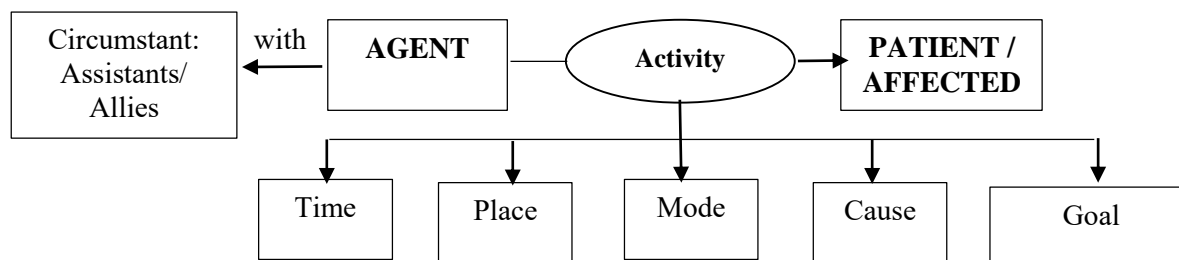 Circumstant:
Assistants/
Allies
with
AGENT
Activity
PATIENT /
AFFECTED
Time
Place
Mode
Cause
Goal